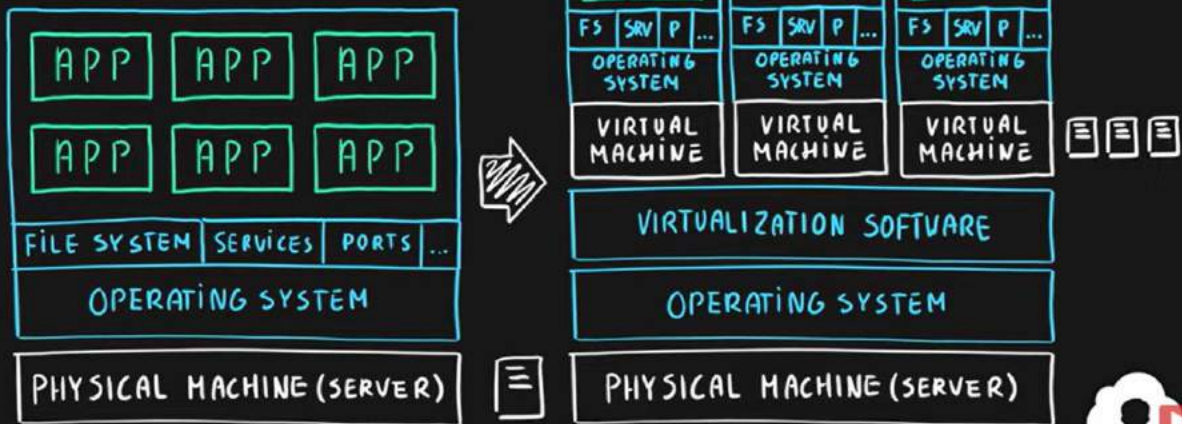 APP APP APP
APP APP APP
FILE SYSTEM SERVICES PORTS ...
OPERATING SYSTEM
PHYSICAL MACHINE (SERVER)
FS SRV P ... FS SRV P ... FS SRV P ...
OPERATING OPERATING OPERATING
SYSTEM SYSTEM SYSTEM
VIRTUAL VIRTUAL VIRTUAL
MACHINE MACHINE MACHINE
VIRTUALIZATION SOFTWARE
OPERATING SYSTEM
PHYSICAL MACHINE (SERVER)